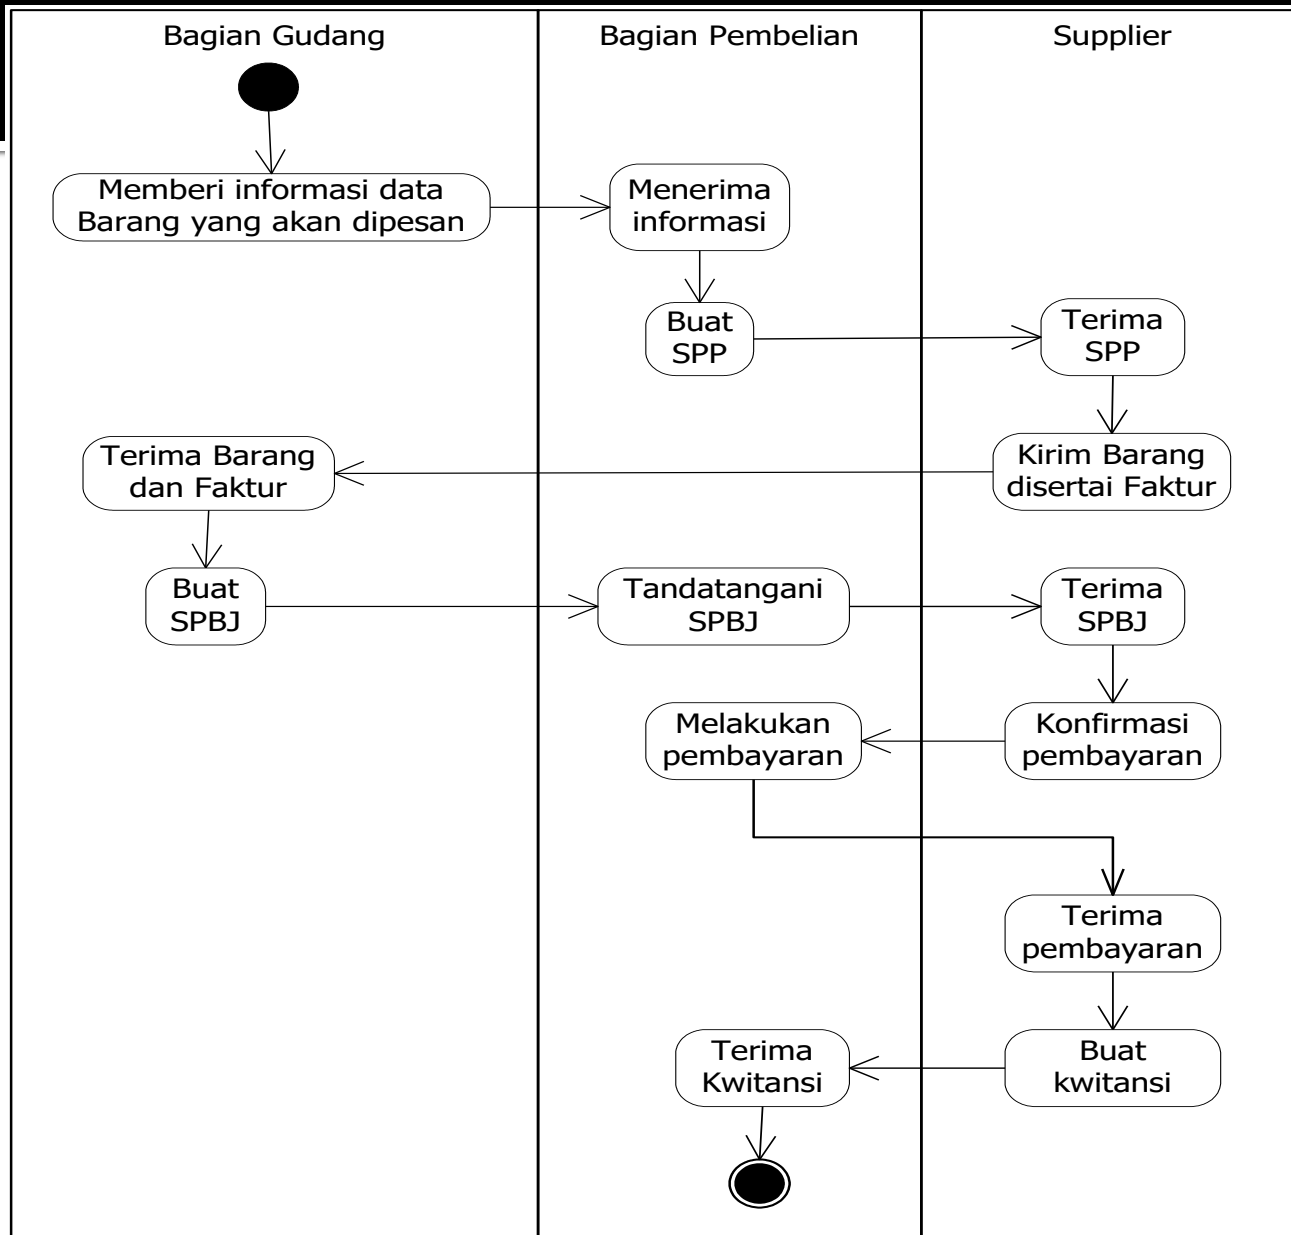 Bagian Gudang
Bagian Pembelian
Supplier
Memberi informasi data
Barang yang akan dipesan
Menerima
informasi
Buat
SPP
Terima
SPP
Kirim Barang
disertai Faktur
Terima Barang
dan Faktur
Buat
SPBJ
Tandatangani
SPBJ
Terima
SPBJ
Konfirmasi
pembayaran
Melakukan
pembayaran
Terima
pembayaran
Buat
kwitansi
Terima
Kwitansi